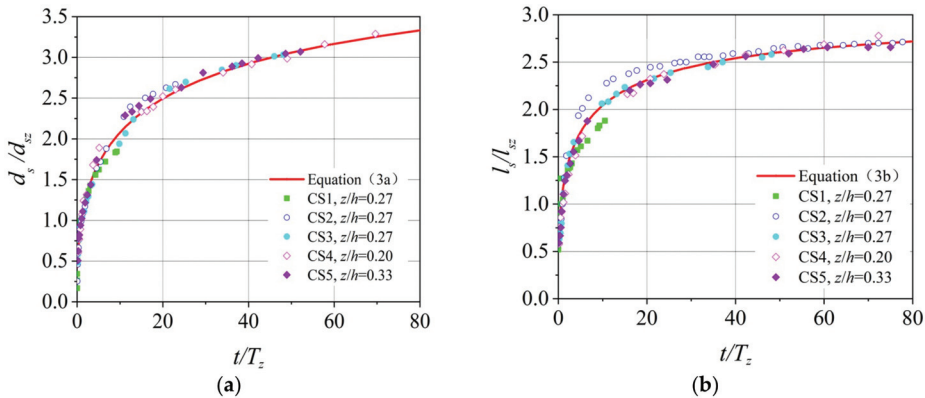 3.5
3.0
2.5
2.0
1.5
1.0
0.5
0.0
d_s/d_sz
Equation（3a）
CS1, z/h=0.27
CS2, z/h=0.27
CS3, z/h=0.27
CS4, z/h=0.20
CS5, z/h=0.33
0 20 40 60 80
t/T_z
(a)
3.0
2.5
2.0
1.5
1.0
0.5
0.0
l_s/l_sz
Equation（3b）
CS1, z/h=0.27
CS2, z/h=0.27
CS3, z/h=0.27
CS4, z/h=0.20
CS5, z/h=0.33
0 20 40 60 80
t/T_z
(b)